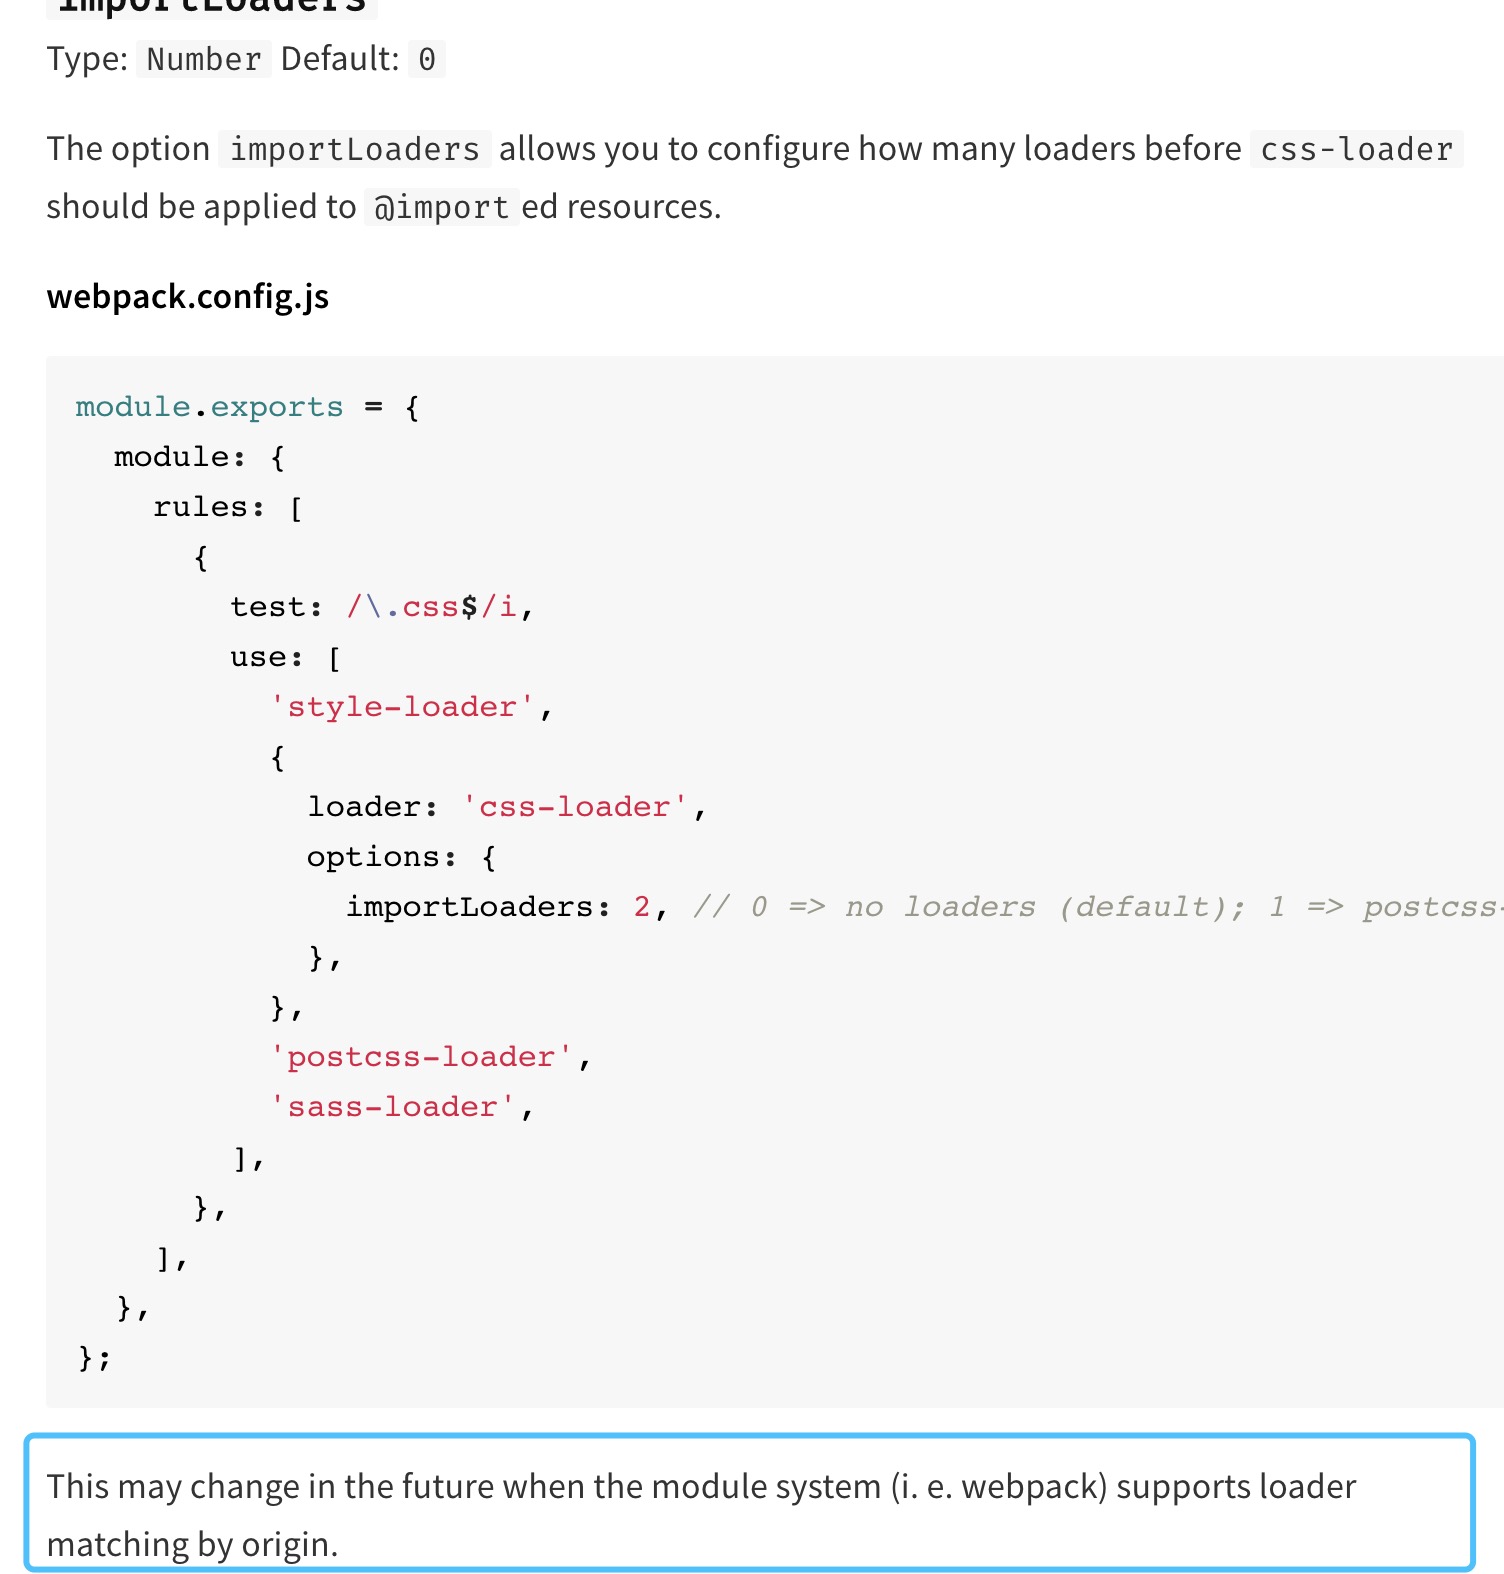 importLoaders
Type: Number Default: 0
The option importLoaders allows you to configure how many loaders before css-loader
should be applied to @import ed resources.
webpack.config.js
module.exports = {
  module: {
    rules: [
      {
        test: /\.css$/i,
        use: [
          'style-loader',
          {
            loader: 'css-loader',
            options: {
              importLoaders: 2, // 0 => no loaders (default); 1 => postcss-
            },
          },
          'postcss-loader',
          'sass-loader',
        ],
      },
    ],
  },
};
This may change in the future when the module system (i. e. webpack) supports loader
matching by origin.